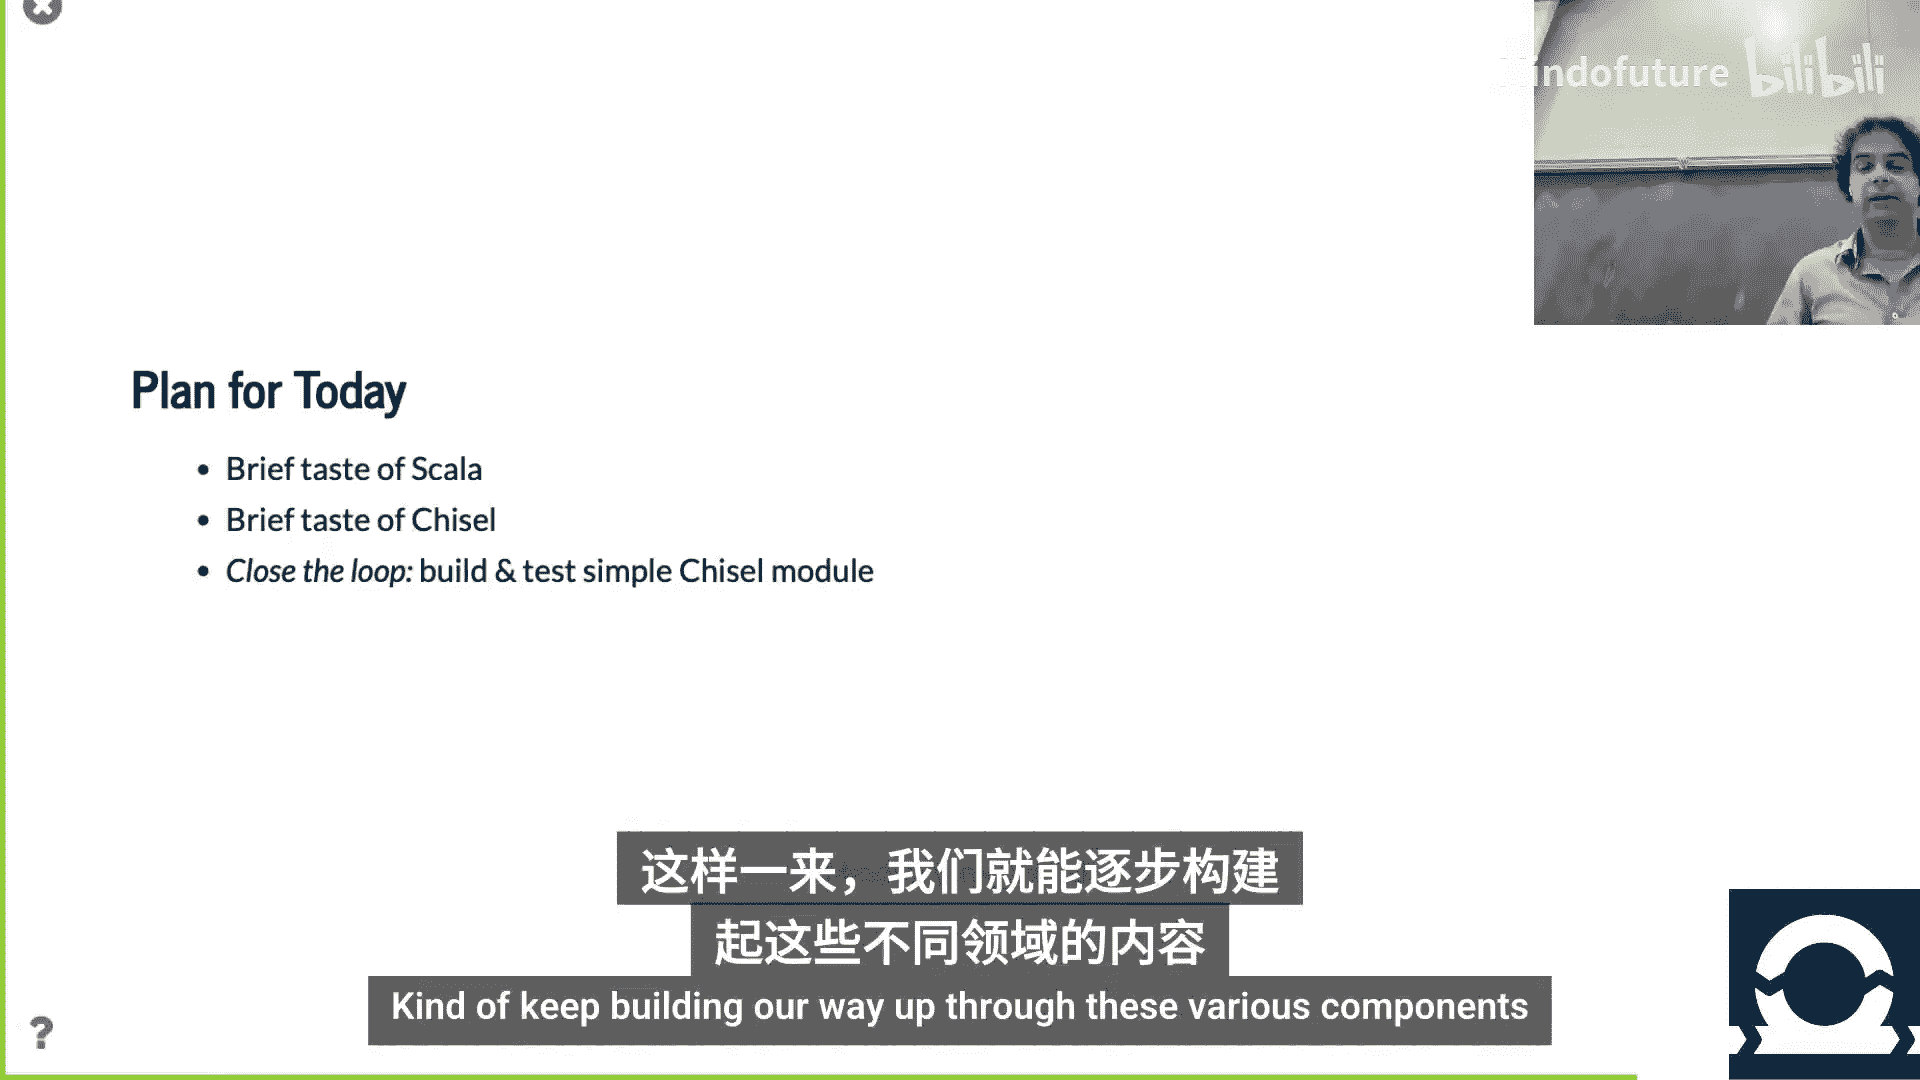 indofuture bilibili
Plan for Today
• Brief taste of Scala
• Brief taste of Chisel
• Close the loop: build & test simple Chisel module
这样一来，我们就能逐步构建
起这些不同领域的内容
Kind of keep building our way up through these various components
?